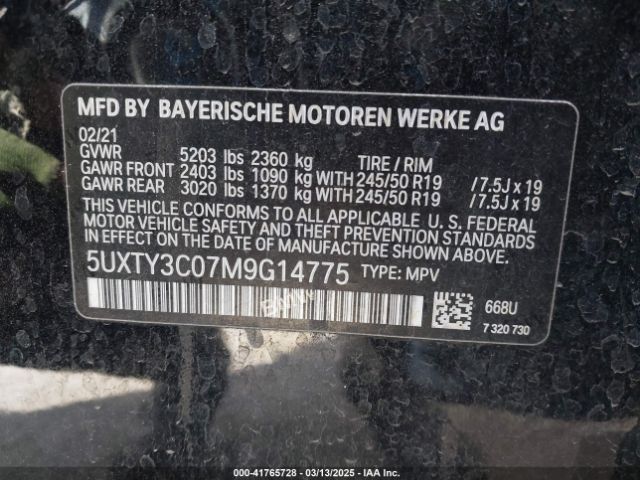 MFD BY BAYERISCHE MOTOREN WERKE AG
02/21
GVWR 5203 lbs 2360 kg TIRE / RIM
GAWR FRONT 2403 lbs 1090 kg WITH 245/50 R19 / 7.5J x 19
GAWR REAR 3020 lbs 1370 kg WITH 245/50 R19 / 7.5J x 19
THIS VEHICLE CONFORMS TO ALL APPLICABLE U. S. FEDERAL
MOTOR VEHICLE SAFETY AND THEFT PREVENTION STANDARDS
IN EFFECT ON THE DATE OF MANUFACTURE SHOWN ABOVE.
5UXTY3C07M9G14775 TYPE: MPV
BMW
668U
7 320 730
000-41765728 - 03/13/2025 - IAA Inc.